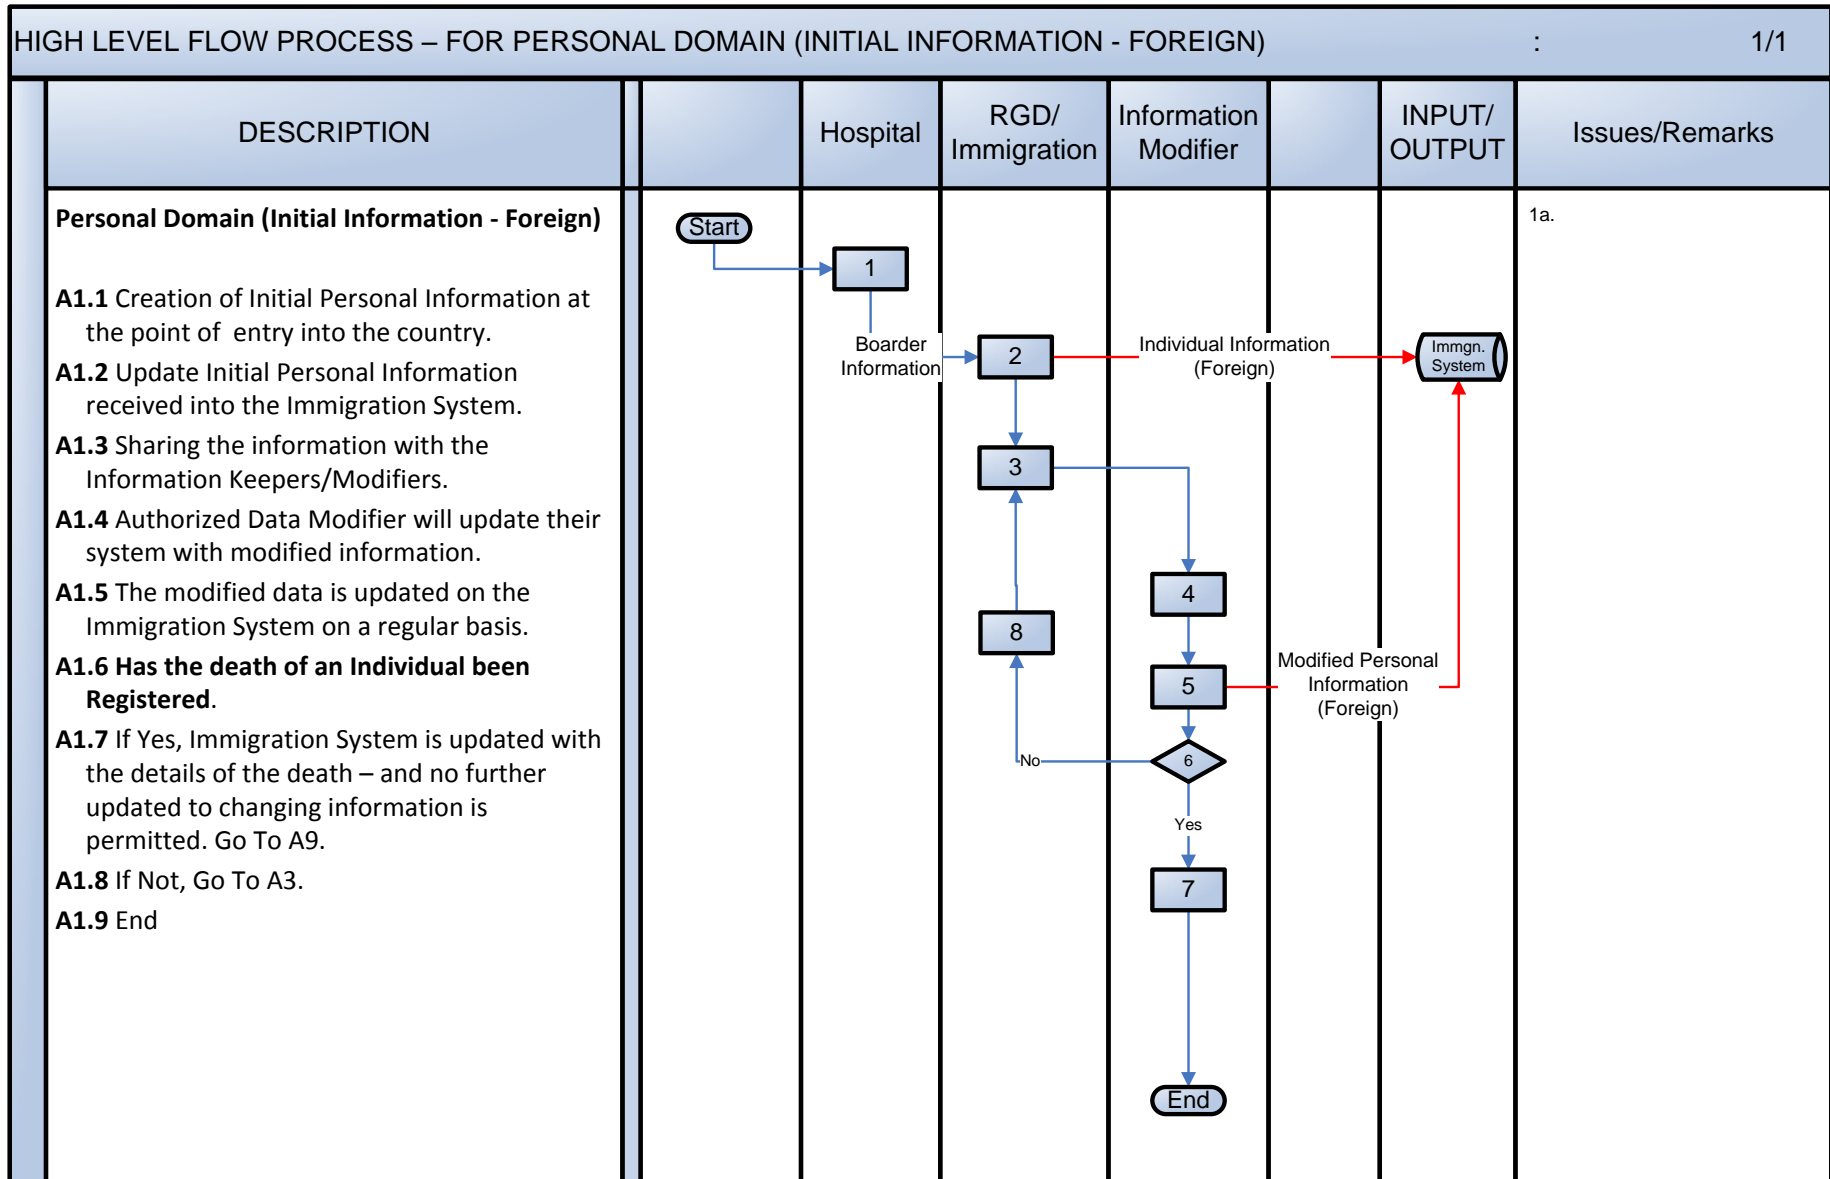 HIGH LEVEL FLOW PROCESS – FOR PERSONAL DOMAIN (INITIAL INFORMATION - FOREIGN) : 1/1
DESCRIPTION
Hospital
RGD/
Immigration
Information
Modifier
INPUT/
OUTPUT
Issues/Remarks
Personal Domain (Initial Information - Foreign)
A1.1 Creation of Initial Personal Information at
the point of entry into the country.
A1.2 Update Initial Personal Information
received into the Immigration System.
A1.3 Sharing the information with the
Information Keepers/Modifiers.
A1.4 Authorized Data Modifier will update their
system with modified information.
A1.5 The modified data is updated on the
Immigration System on a regular basis.
A1.6 Has the death of an Individual been
Registered.
A1.7 If Yes, Immigration System is updated with
the details of the death – and no further
updated to changing information is
permitted. Go To A9.
A1.8 If Not, Go To A3.
A1.9 End
Start
1
Boarder
Information
2
Individual Information
(Foreign)
Immgn.
System
3
4
8
5
Modified Personal
Information
(Foreign)
6
No
Yes
7
End
1a.